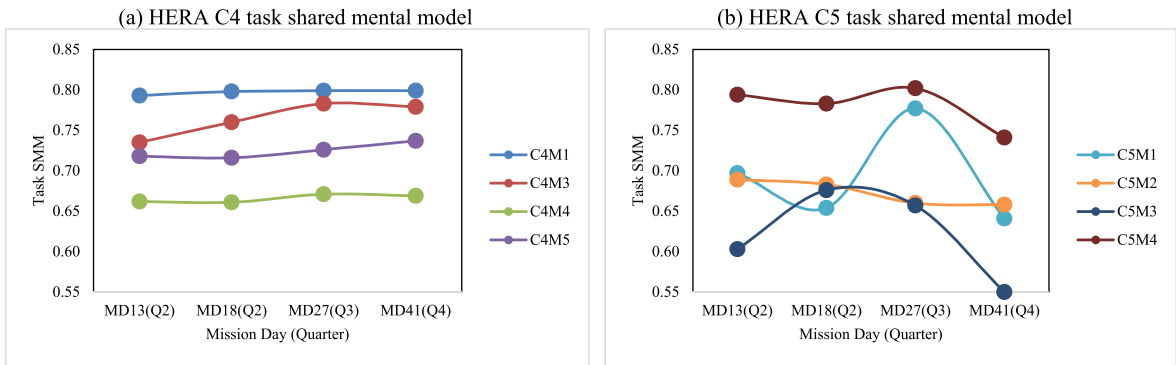 (a) HERA C4 task shared mental model
0.85
0.80
0.75
0.70
0.65
0.60
0.55
Task SMM
MD13(Q2) MD18(Q2) MD27(Q3) MD41(Q4)
Mission Day (Quarter)
C4M1
C4M3
C4M4
C4M5
(b) HERA C5 task shared mental model
0.85
0.80
0.75
0.70
0.65
0.60
0.55
Task SMM
MD13(Q2) MD18(Q2) MD27(Q3) MD41(Q4)
Mission Day (Quarter)
C5M1
C5M2
C5M3
C5M4